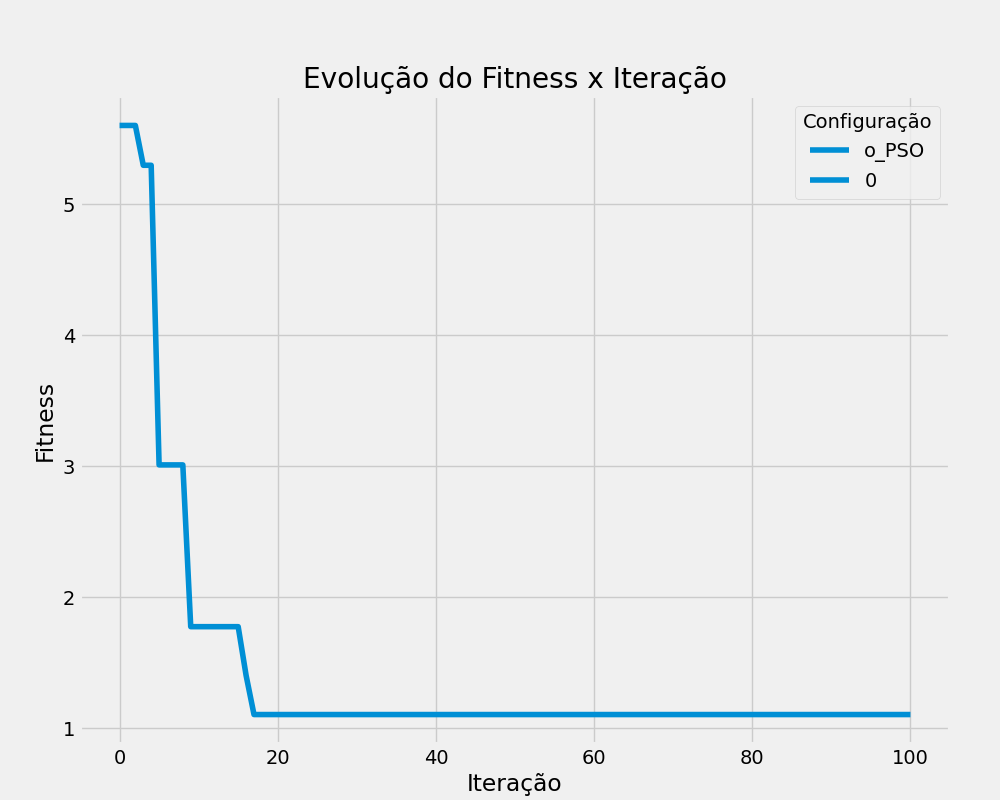 Evolução do Fitness x Iteração
Configuração
o_PSO
0
Fitness
5
4
3
2
1
0 20 40 60 80 100
Iteração